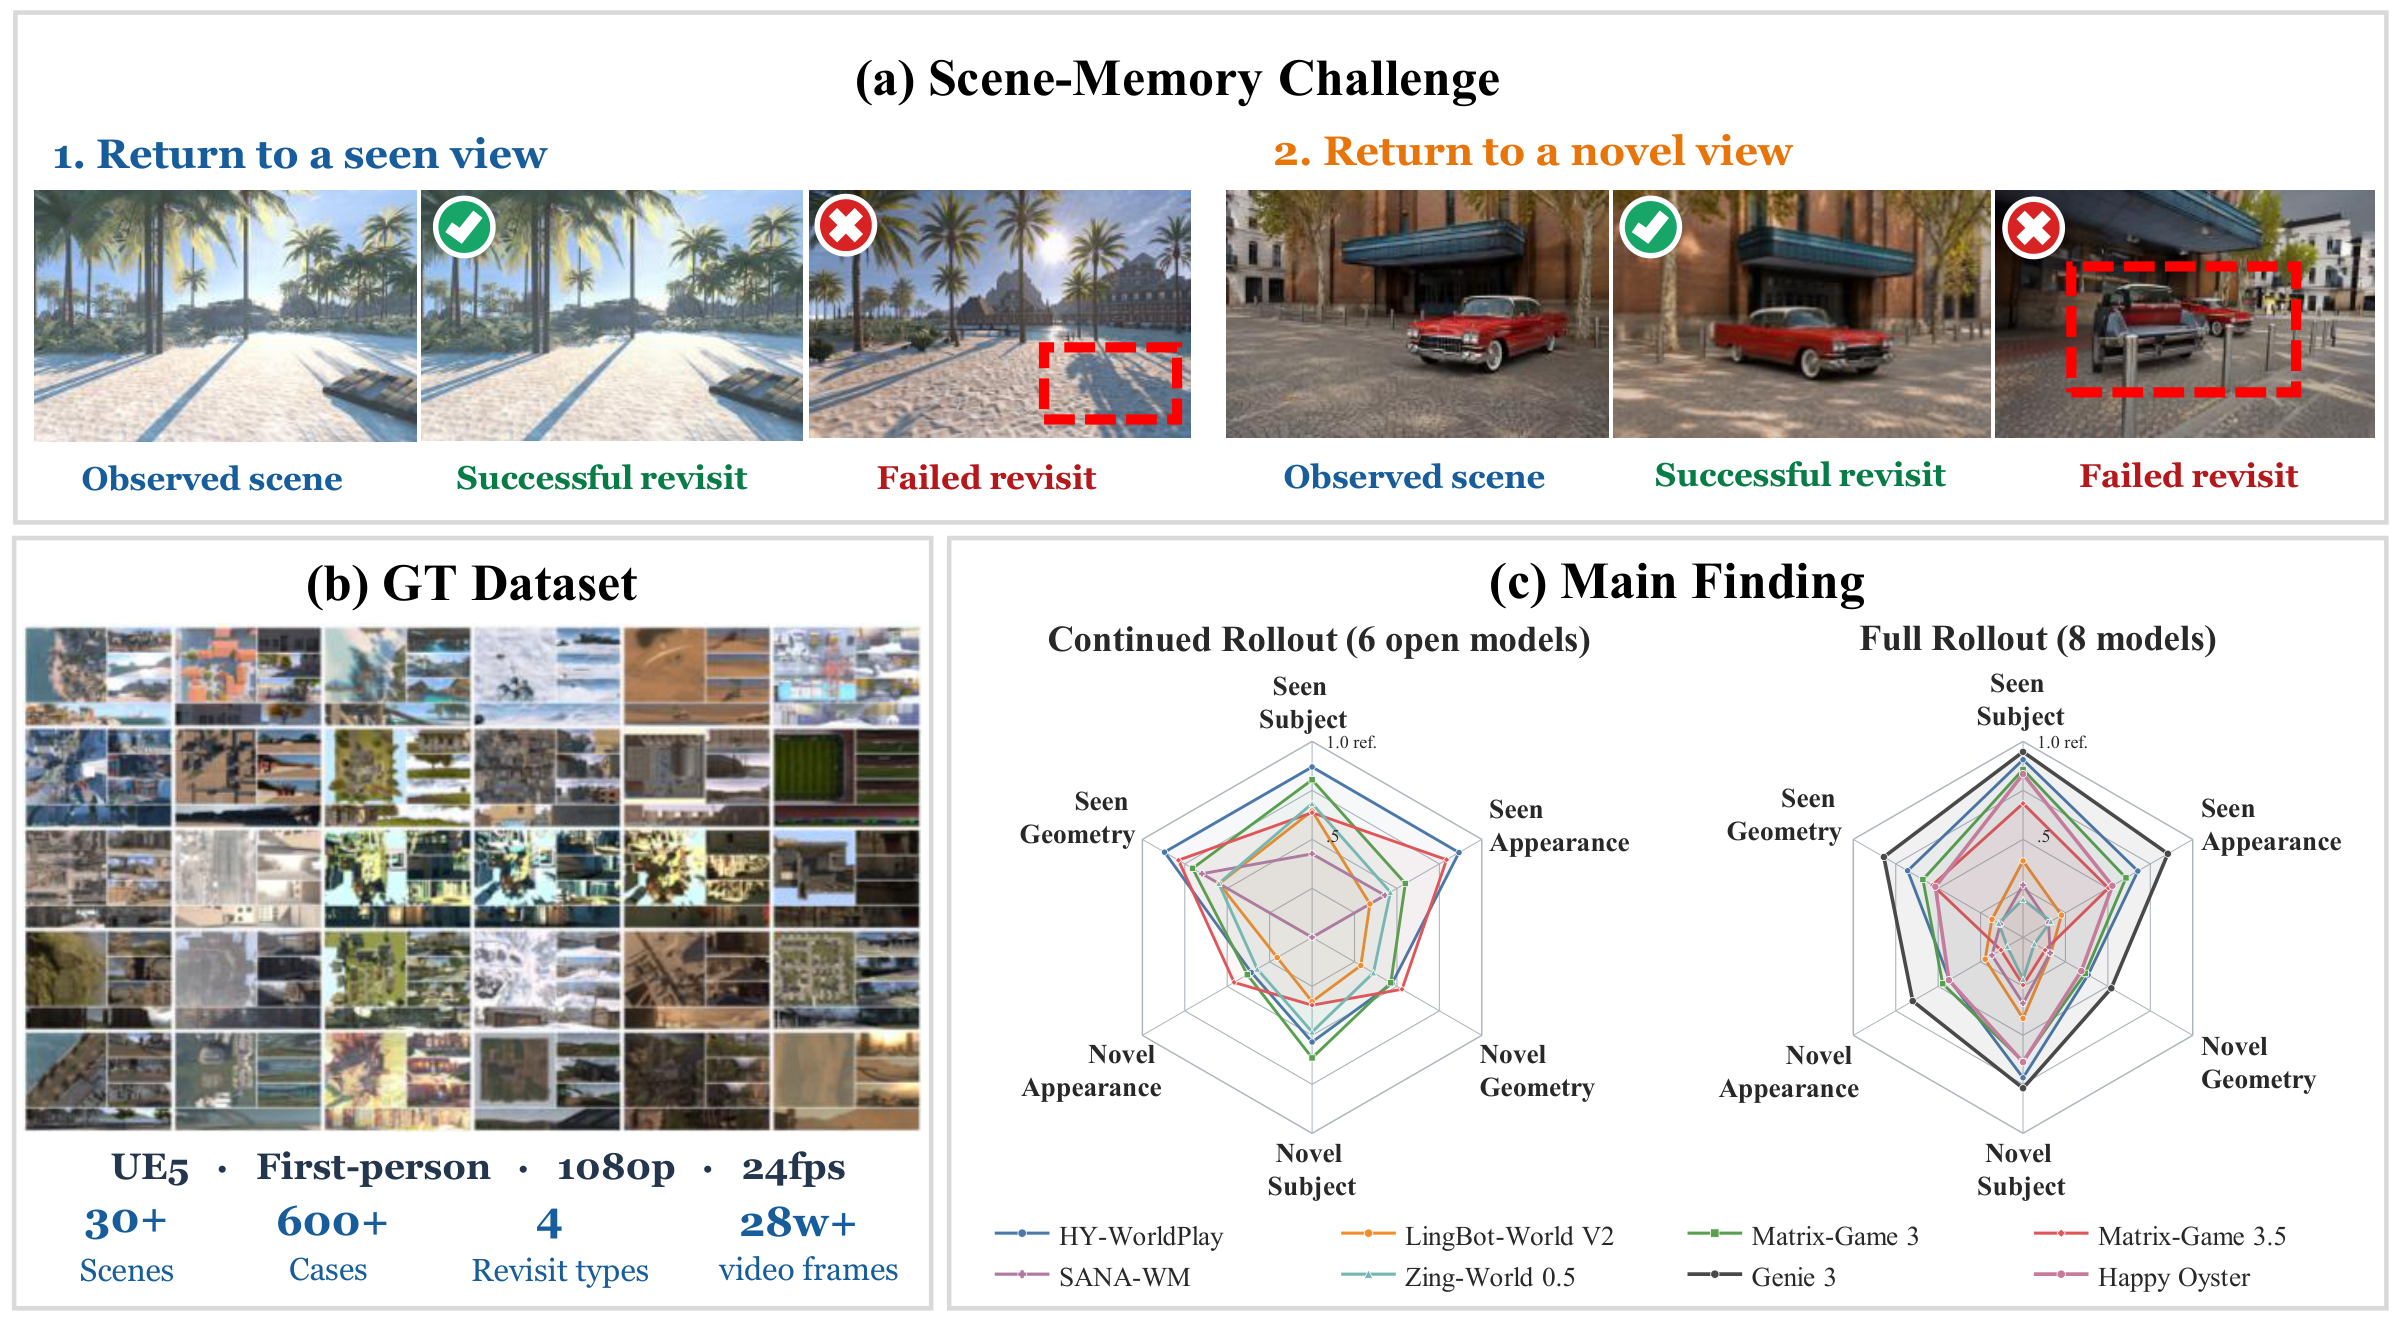 (a) Scene-Memory Challenge
1. Return to a seen view
2. Return to a novel view
Observed scene
Successful revisit
Failed revisit
Observed scene
Successful revisit
Failed revisit
(b) GT Dataset
UE5 · First-person · 1080p · 24fps
30+
600+
4
28w+
Scenes
Cases
Revisit types
video frames
(c) Main Finding
Continued Rollout (6 open models)
Seen
Subject
1.0 ref.
.5
Seen
Appearance
Novel
Geometry
Novel
Subject
Novel
Appearance
Seen
Geometry
Full Rollout (8 models)
Seen
Subject
1.0 ref.
.5
Seen
Appearance
Novel
Geometry
Novel
Subject
Novel
Appearance
Seen
Geometry
HY-WorldPlay
LingBot-World V2
Matrix-Game 3
Matrix-Game 3.5
SANA-WM
Zing-World 0.5
Genie 3
Happy Oyster